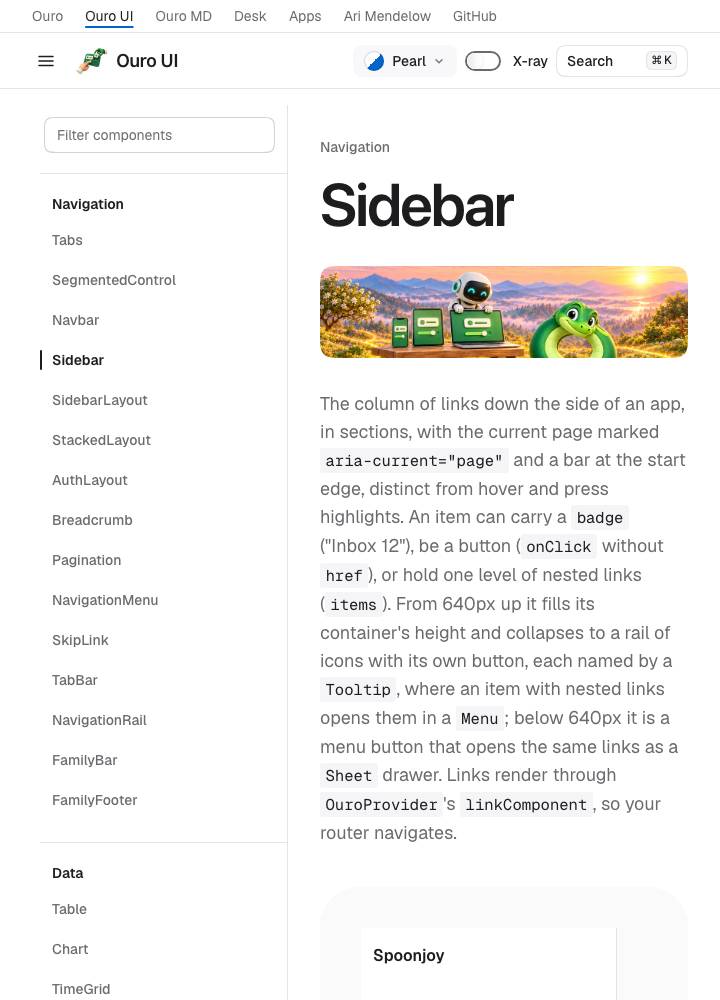 Ouro Ouro UI Ouro MD Desk Apps Ari Mendelow GitHub
Ouro UI Pearl X-ray Search ⌘ K
Filter components
Navigation
Tabs
SegmentedControl
Navbar
Sidebar
SidebarLayout
StackedLayout
AuthLayout
Breadcrumb
Pagination
NavigationMenu
SkipLink
TabBar
NavigationRail
FamilyBar
FamilyFooter
Data
Table
Chart
TimeGrid
Navigation
Sidebar
The column of links down the side of an app,
in sections, with the current page marked
aria-current="page" and a bar at the start
edge, distinct from hover and press
highlights. An item can carry a badge
("Inbox 12"), be a button ( onClick without
href ), or hold one level of nested links
( items ). From 640px up it fills its
container's height and collapses to a rail of
icons with its own button, each named by a
Tooltip , where an item with nested links
opens them in a Menu ; below 640px it is a
menu button that opens the same links as a
Sheet drawer. Links render through
OuroProvider 's linkComponent , so your
router navigates.
Spoonjoy